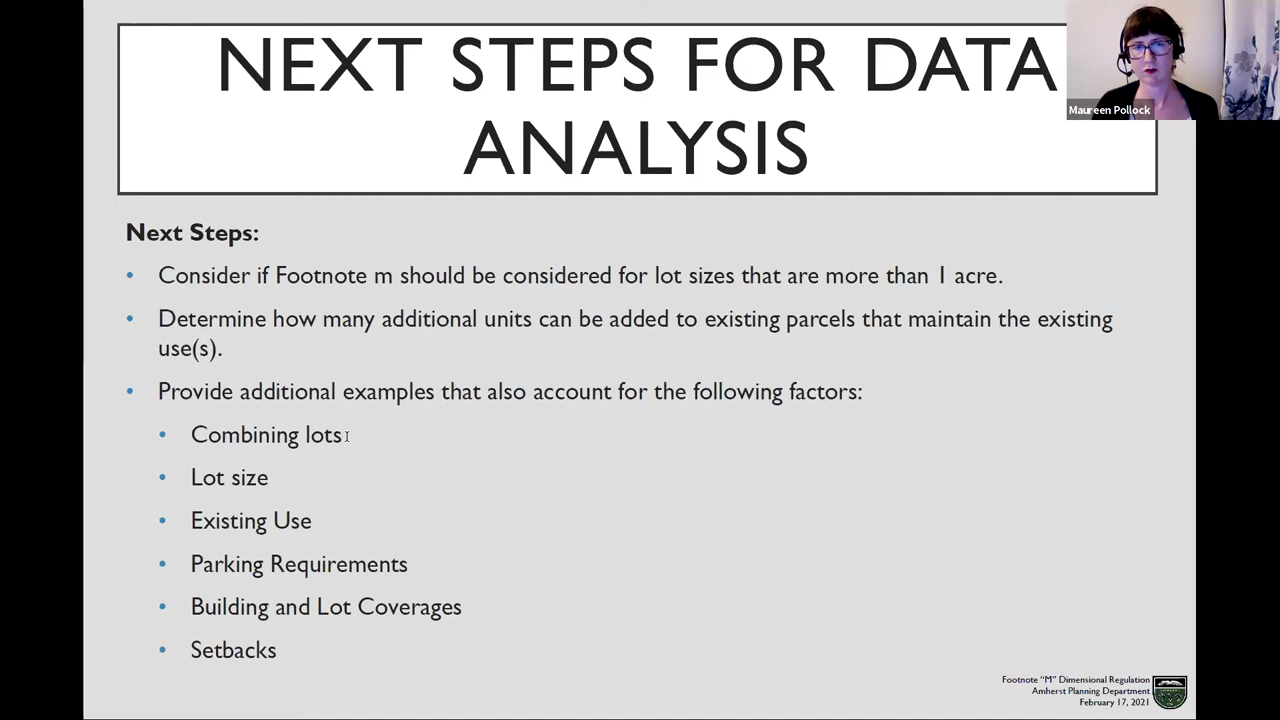 NEXT STEPS FOR DATA
ANALYSIS
Maureen Pollock
Next Steps:
• Consider if Footnote m should be considered for lot sizes that are more than 1 acre.
• Determine how many additional units can be added to existing parcels that maintain the existing
use(s).
• Provide additional examples that also account for the following factors:
• Combining lots
• Lot size
• Existing Use
• Parking Requirements
• Building and Lot Coverages
• Setbacks
Footnote “M” Dimensional Regulation
Amherst Planning Department
February 17, 2021